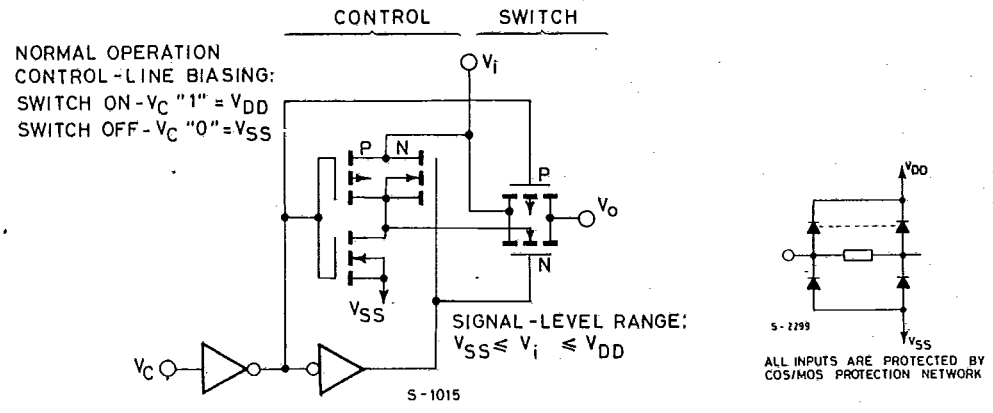 CONTROL SWITCH
NORMAL OPERATION
CONTROL-LINE BIASING:
SWITCH ON-VC "1" = VDD
SWITCH OFF-VC "0"=VSS
Vi
P N
P
Vo
N
VSS
SIGNAL-LEVEL RANGE:
VSS ≤ Vi ≤ VDD
VC
S-1015
VDD
S-2299
VSS
ALL INPUTS ARE PROTECTED BY
COS/MOS PROTECTION NETWORK